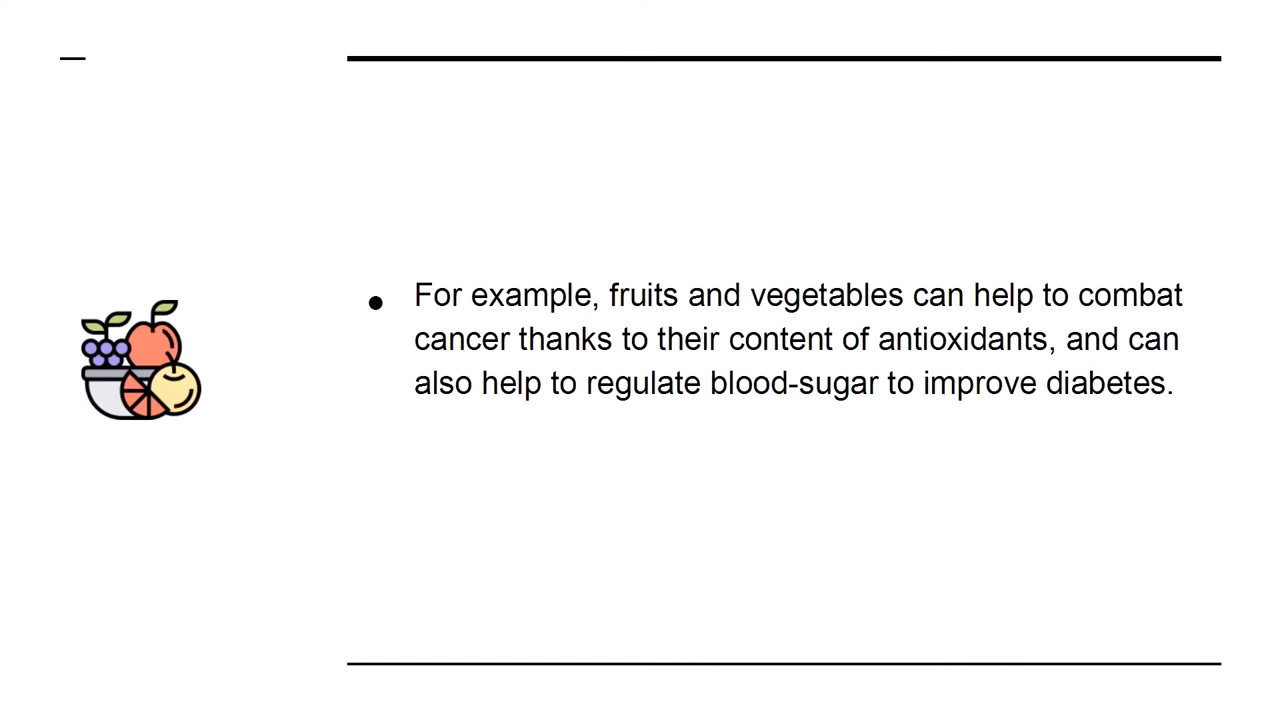 ● For example, fruits and vegetables can help to combat
cancer thanks to their content of antioxidants, and can
also help to regulate blood-sugar to improve diabetes.